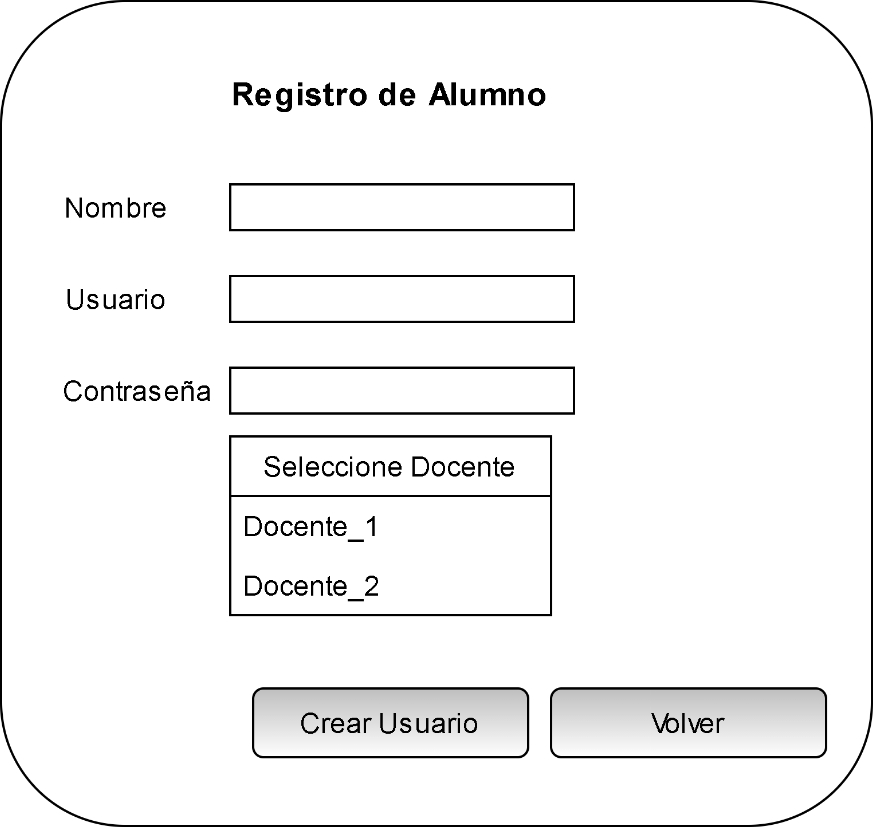 Registro de Alumno
Nombre
Usuario
Contraseña
Seleccione Docente
Docente_1
Docente_2
Crear Usuario
Volver